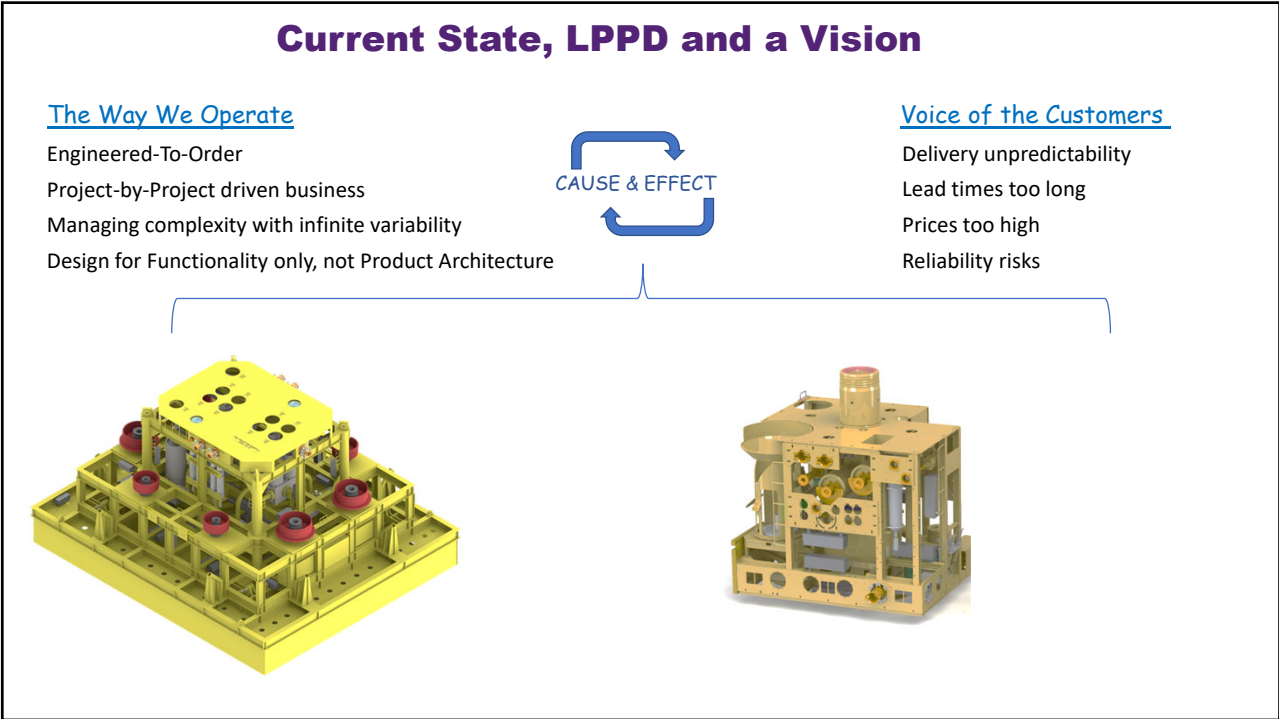 Current State, LPPD and a Vision
The Way We Operate
Engineered-To-Order
Project-by-Project driven business
Managing complexity with infinite variability
Design for Functionality only, not Product Architecture
CAUSE & EFFECT
Voice of the Customers
Delivery unpredictability
Lead times too long
Prices too high
Reliability risks